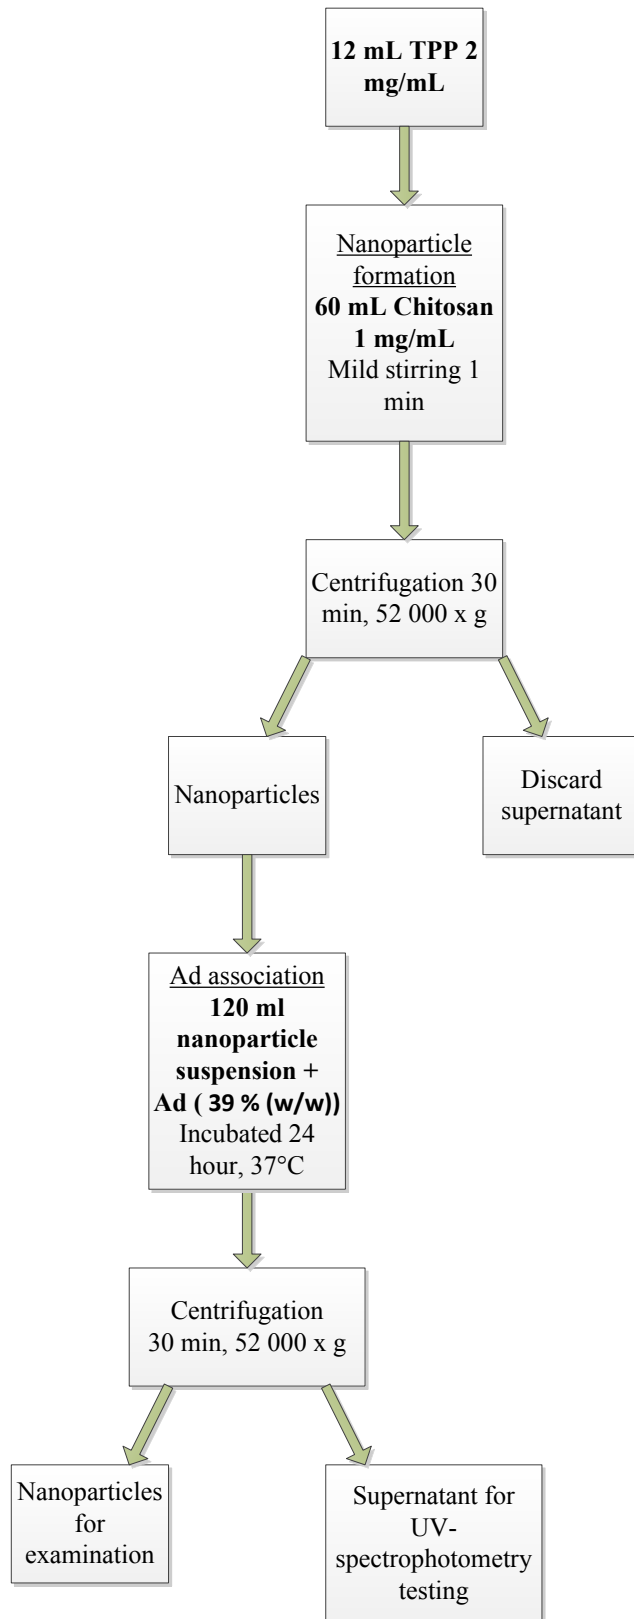 12 mL TPP 2
mg/mL
Nanoparticle
formation
60 mL Chitosan
1 mg/mL
Mild stirring 1
min
Centrifugation 30
min, 52 000 x g
Nanoparticles
Discard
supernatant
Ad association
120 ml
nanoparticle
suspension +
Ad ( 39 % (w/w))
Incubated 24
hour, 37°C
Centrifugation
30 min, 52 000 x g
Nanoparticles
for
examination
Supernatant for
UV-
spectrophotometry
testing